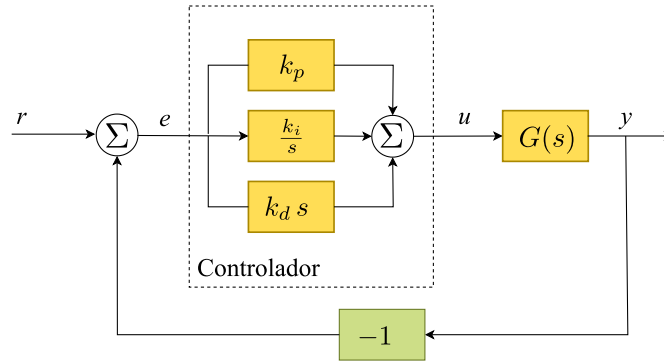 k_p
r
Σ
e
k_i/s
Σ
u
G(s)
y
k_d s
Controlador
−1